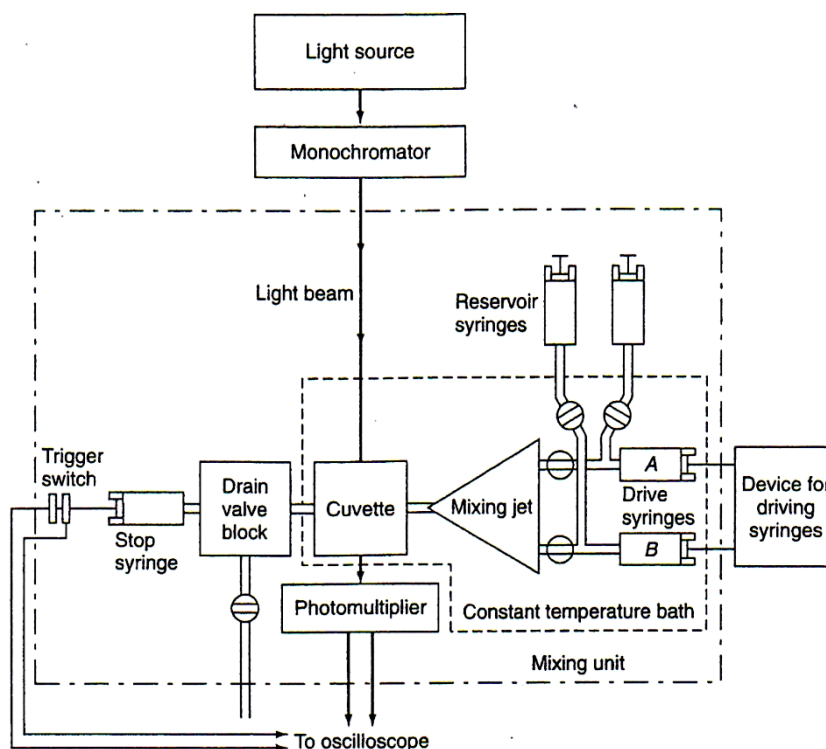 Light source
Monochromator
Light beam
Reservoir
syringes
Trigger
switch
Stop
syringe
Drain
valve
block
Cuvette
Mixing jet
A
Drive
syringes
B
Device for
driving
syringes
Photomultiplier
Constant temperature bath
Mixing unit
To oscilloscope